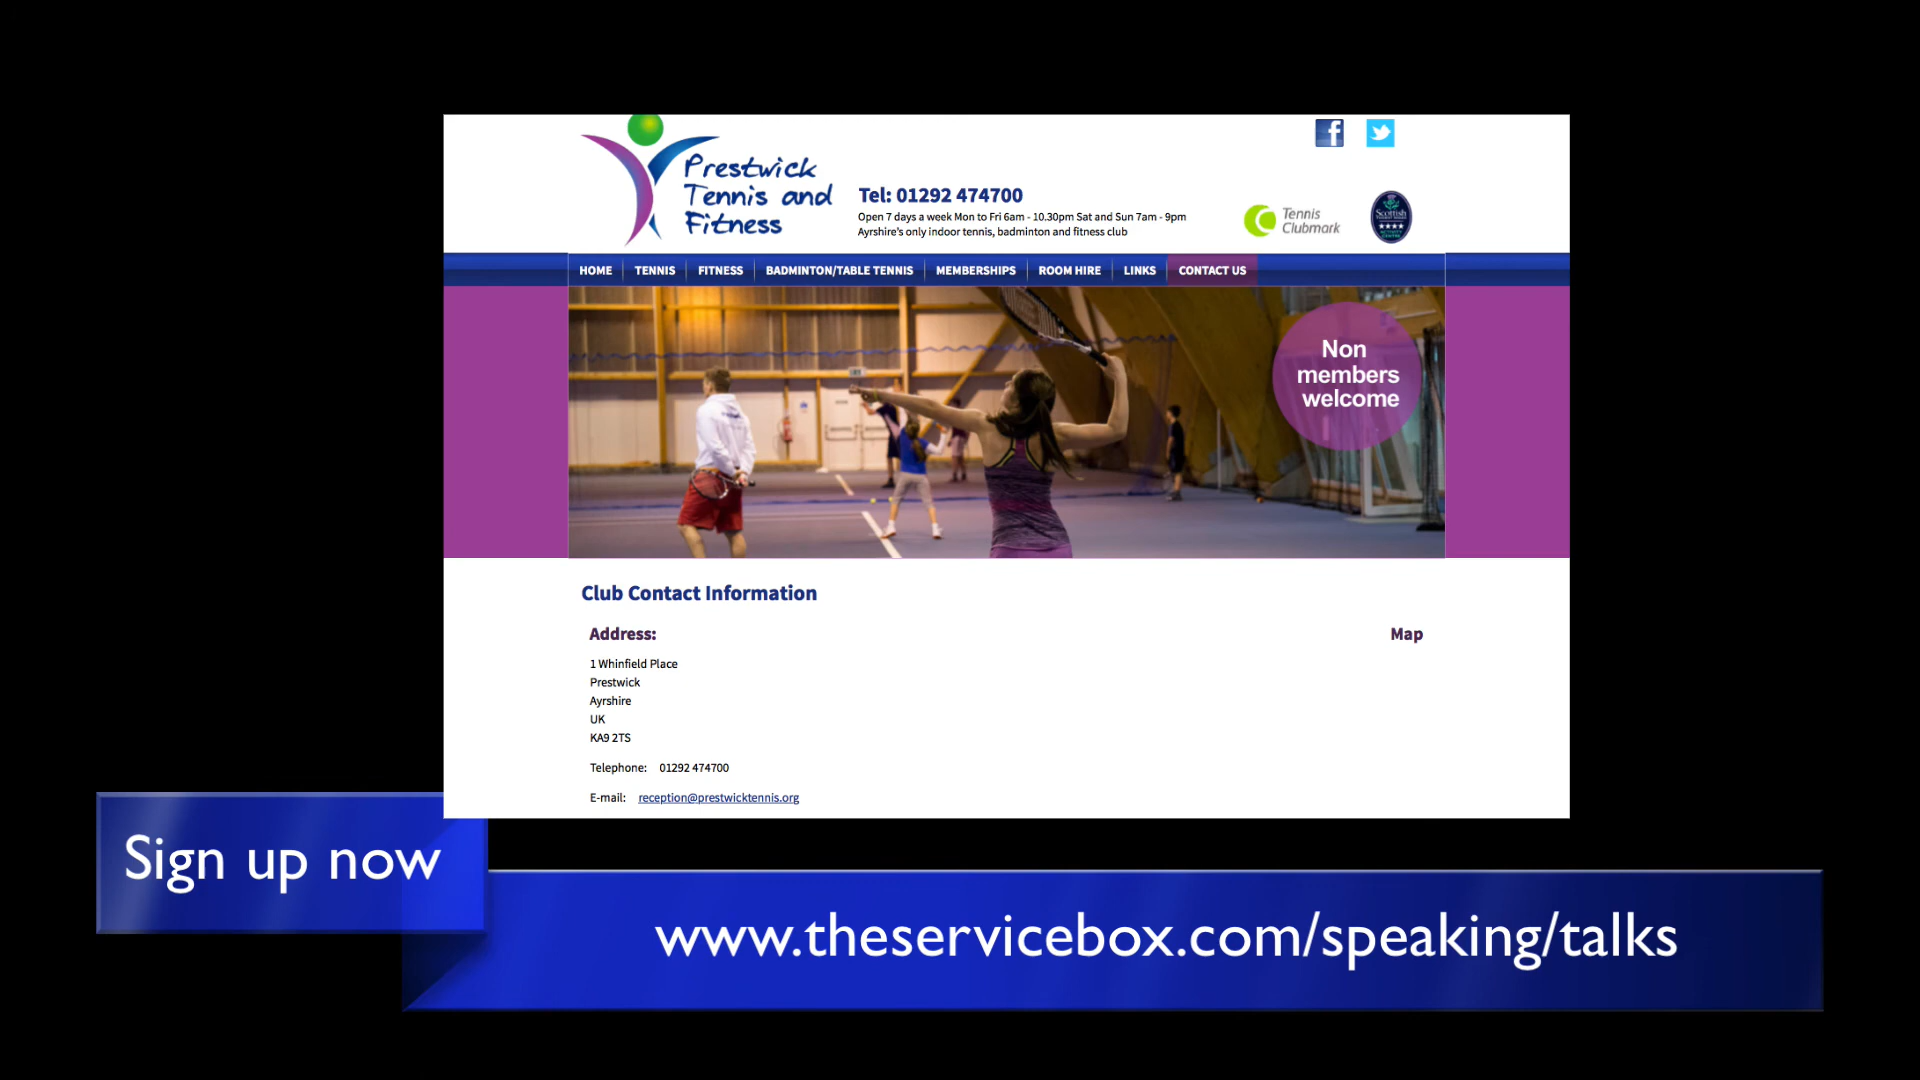 Prestwick
Tennis and
Fitness
Tel: 01292 474700
Open 7 days a week Mon to Fri 6am - 10.30pm Sat and Sun 7am - 9pm
Ayrshire's only indoor tennis, badminton and fitness club
Tennis
Clubmark
Scottish
HOME TENNIS FITNESS BADMINTON/TABLE TENNIS MEMBERSHIPS ROOM HIRE LINKS CONTACT US
Non
members
welcome
Club Contact Information
Address:
Map
1 Whinfield Place
Prestwick
Ayrshire
UK
KA9 2TS
Telephone: 01292 474700
E-mail: reception@prestwicktennis.org
Sign up now
www.theservicebox.com/speaking/talks